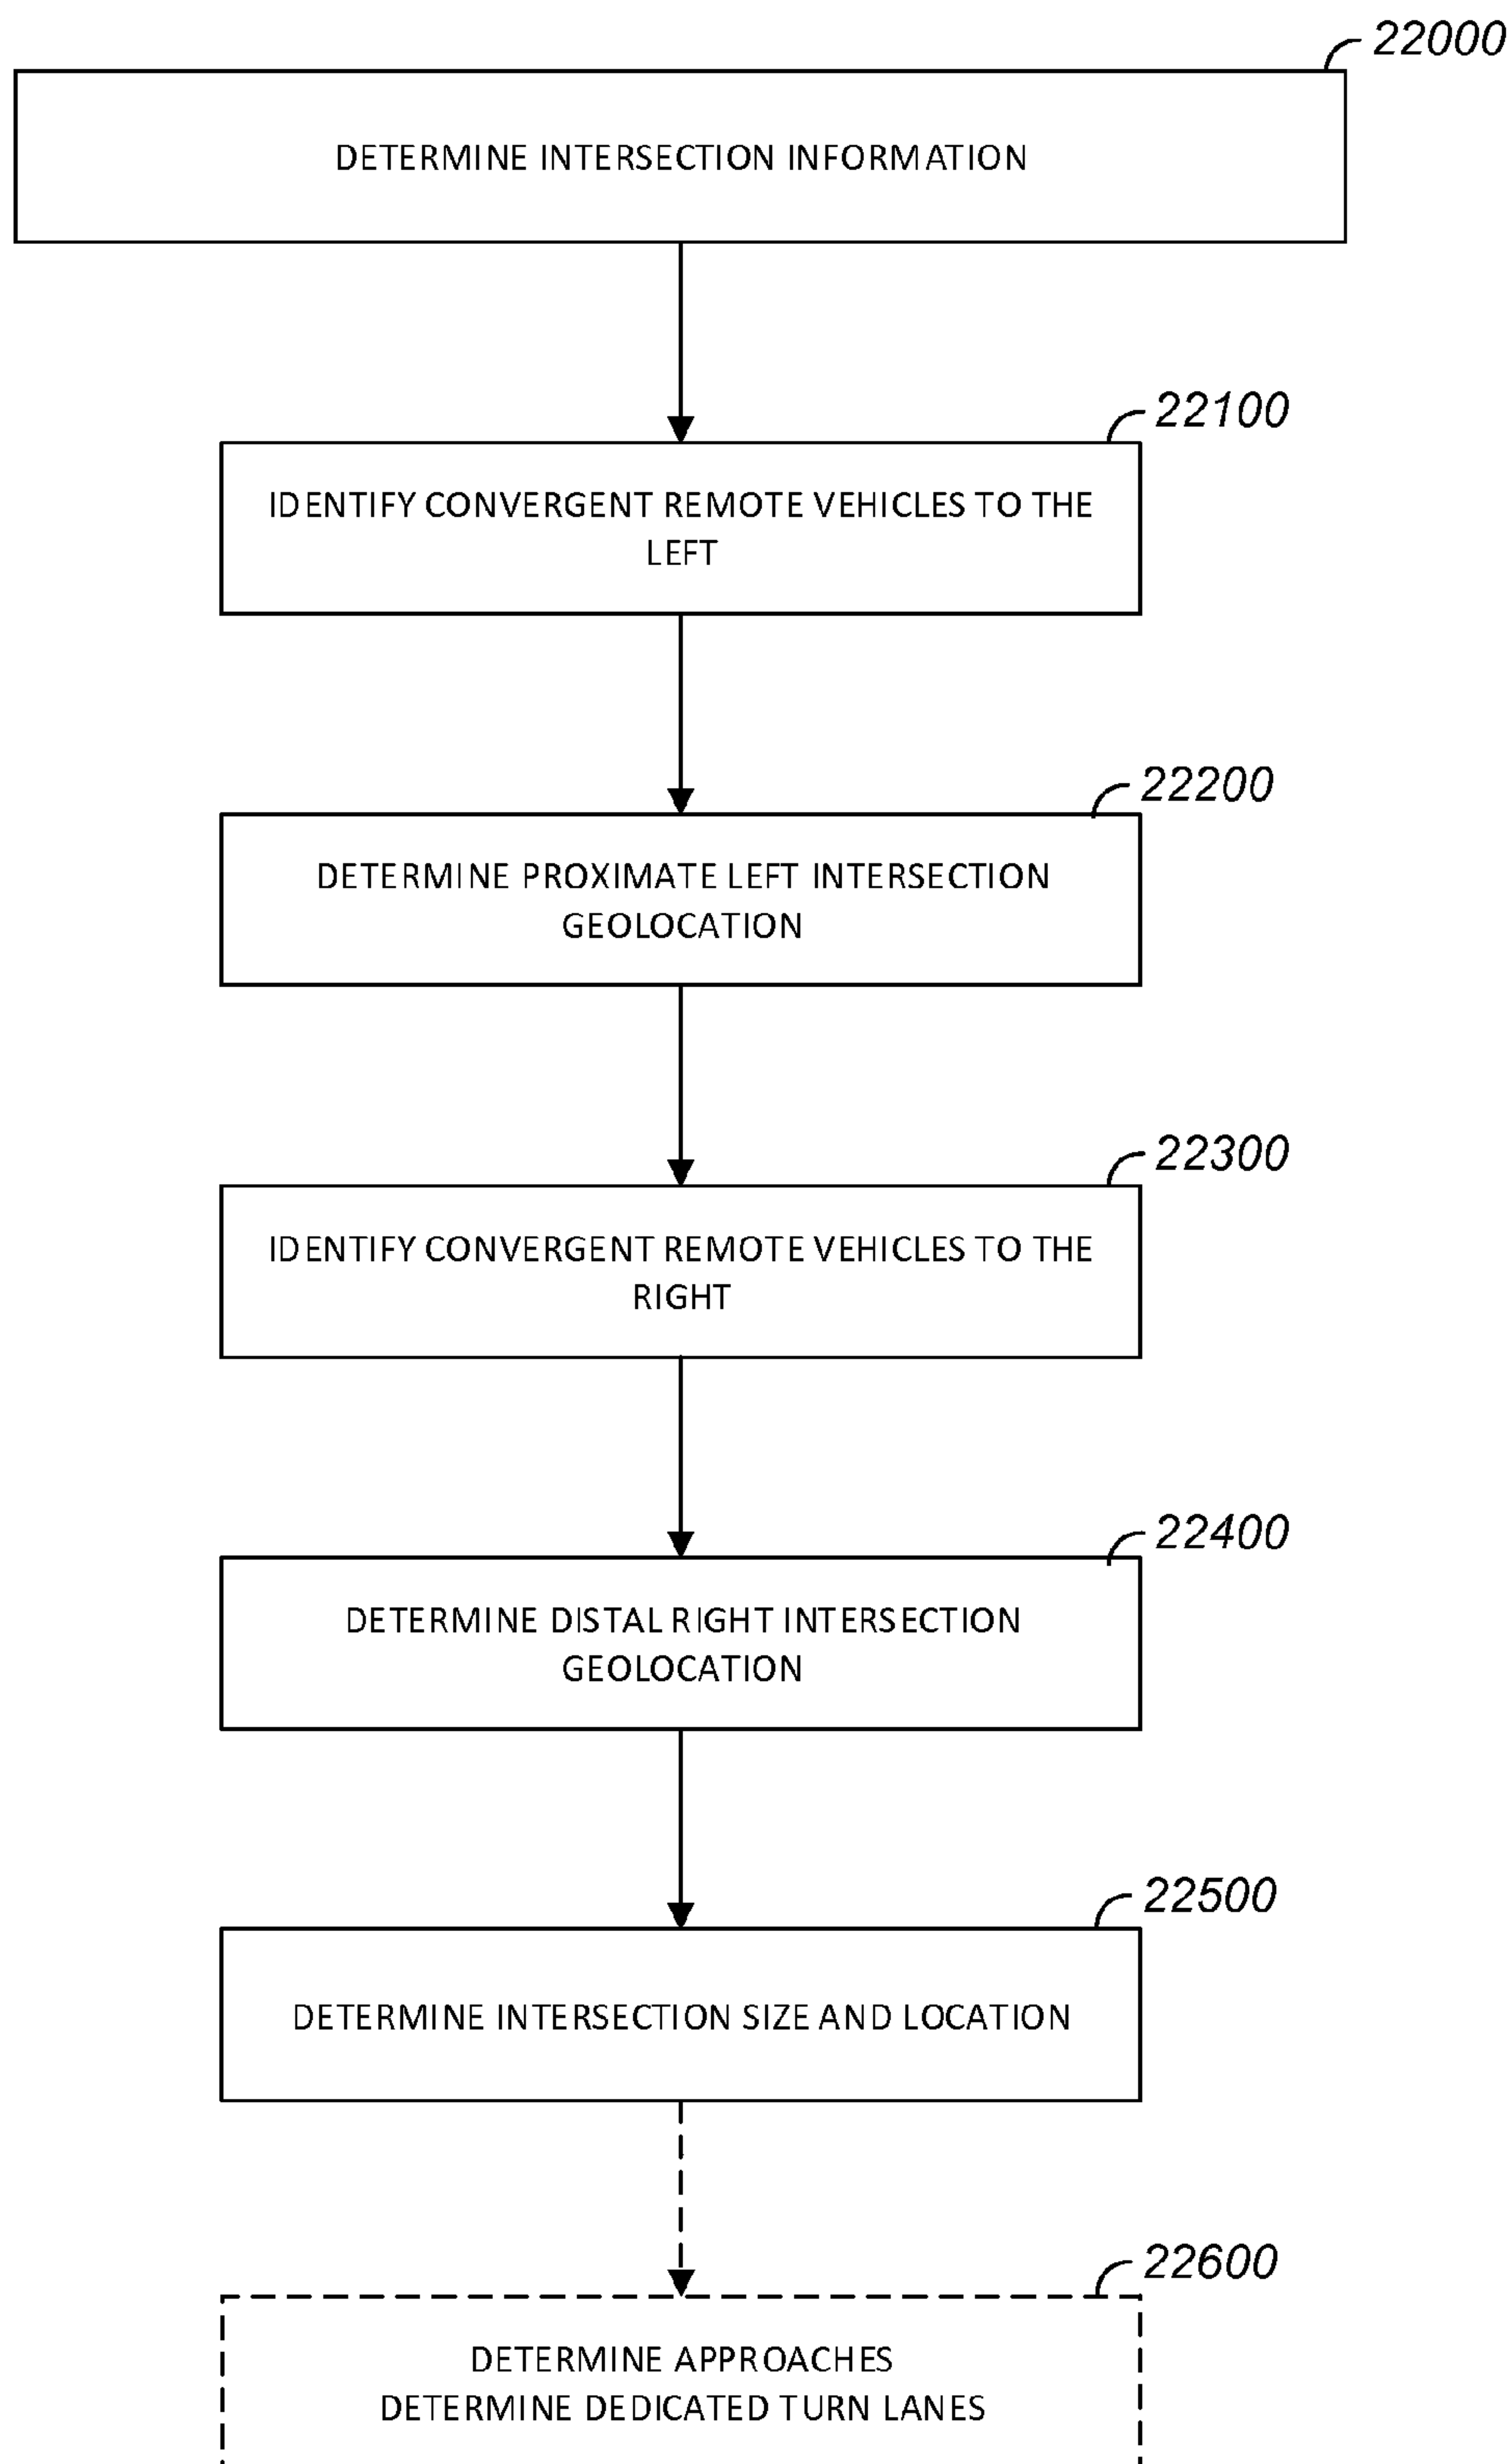 22000
DETERMINE INTERSECTION INFORMATION
22100
IDENTIFY CONVERGENT REMOTE VEHICLES TO THE
LEFT
22200
DETERMINE PROXIMATE LEFT INTERSECTION
GEOLOCATION
22300
IDENTIFY CONVERGENT REMOTE VEHICLES TO THE
RIGHT
22400
DETERMINE DISTAL RIGHT INTERSECTION
GEOLOCATION
22500
DETERMINE INTERSECTION SIZE AND LOCATION
22600
DETERMINE APPROACHES
DETERMINE DEDICATED TURN LANES